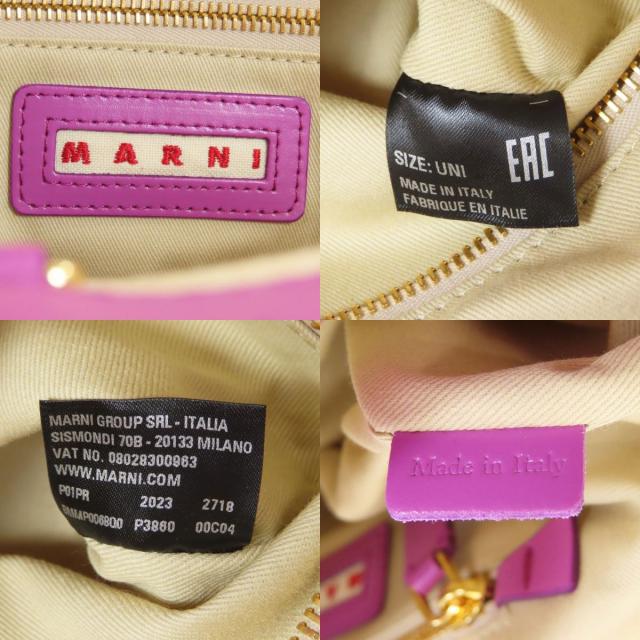 MARNI
SIZE: UNI
EAC
MADE IN ITALY
FABRIQUE EN ITALIE
MARNI GROUP SRL - ITALIA
SISMONDI 70B - 20133 MILANO
VAT NO. 08028300963
WWW.MARNI.COM
P01PR 2023 2718
P3860 00C04
Made in Italy